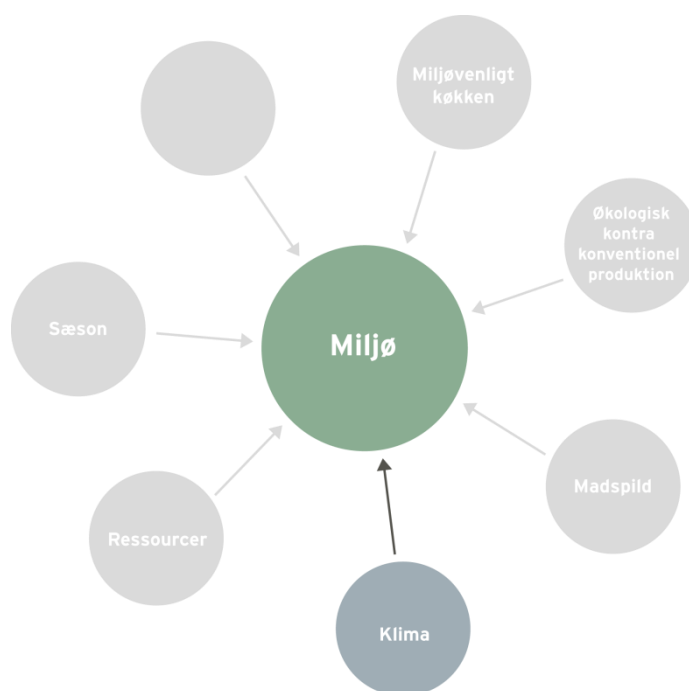 Miljøvenligt
køkken
Økologisk
kontra
konventionel
produktion
Sæson
Miljø
Madspild
Ressourcer
Klima